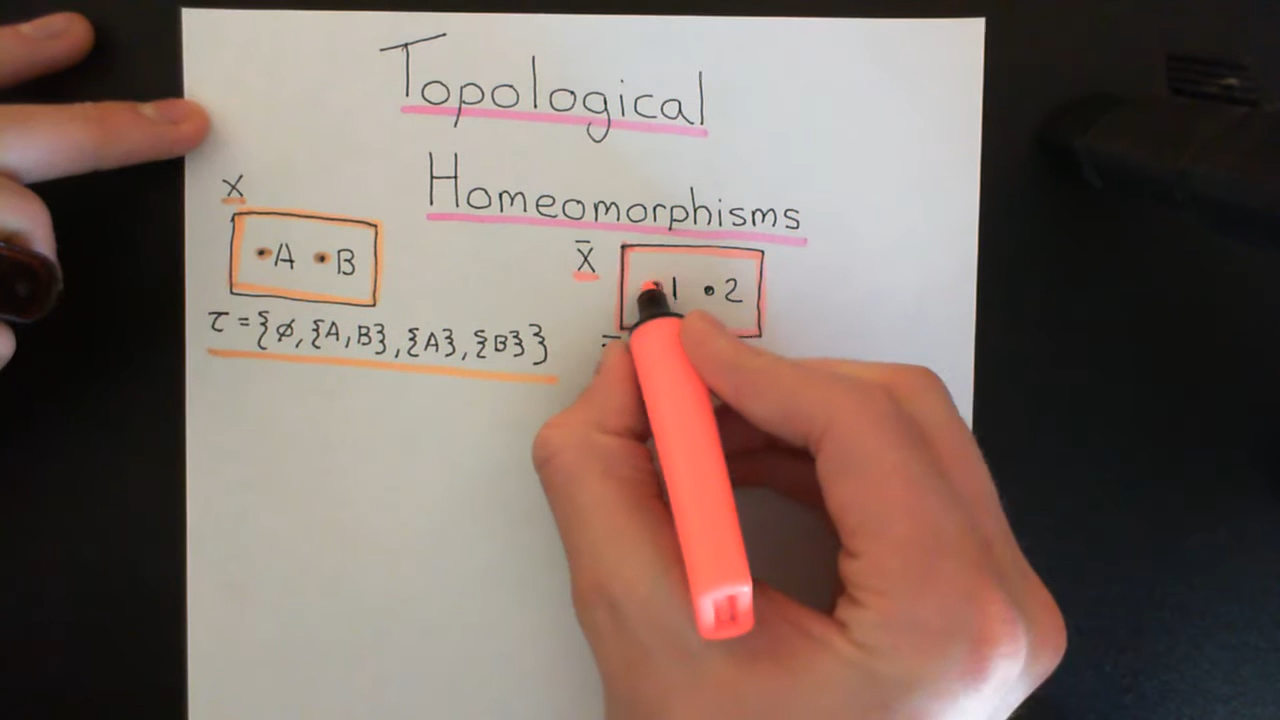 Topological
Homeomorphisms
X
•A •B
τ = {ø, {A, B}, {A}, {B}}
X̄
1 •2